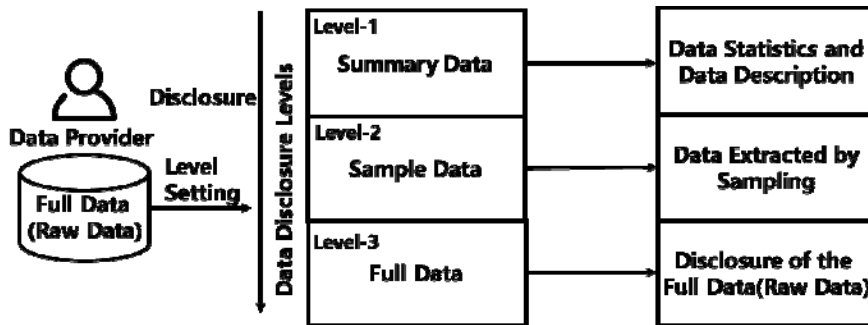 Data Provider
Full Data
(Raw Data)
Disclosure
Level
Setting
Data Disclosure Levels
Level-1
Summary Data
Data Statistics and
Data Description
Level-2
Sample Data
Data Extracted by
Sampling
Level-3
Full Data
Disclosure of the
Full Data(Raw Data)